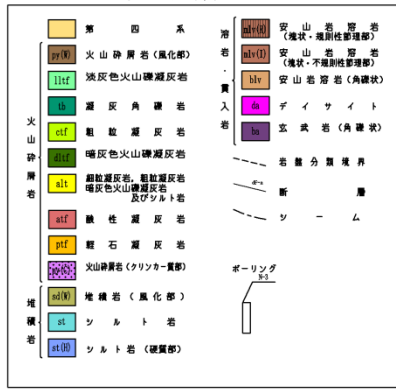 第四系
火山砕屑岩
py(W) 火山砕屑岩(風化部)
lltf 淡灰色火山礫凝灰岩
tb 凝灰角礫岩
ctf 粗粒凝灰岩
dltf 暗灰色火山礫凝灰岩
alt 細粒凝灰岩，粗粒凝灰岩
暗灰色火山礫凝灰岩
及びシルト岩
atf 酸性凝灰岩
ptf 軽石凝灰岩
火山砕屑岩(クリンカー質部)
堆積岩
sd(W) 堆積岩(風化部)
st シルト岩
st(H) シルト岩(硬質部)
溶岩・貫入岩
mlv(H) 安山岩溶岩
(塊状・規則性節理部)
mlv(I) 安山岩溶岩
(塊状・不規則性節理部)
blv 安山岩溶岩(角礫状)
da デイサイト
ba 玄武岩(角礫状)
岩盤分類境界
断層
シーム
ボーリング
N-3